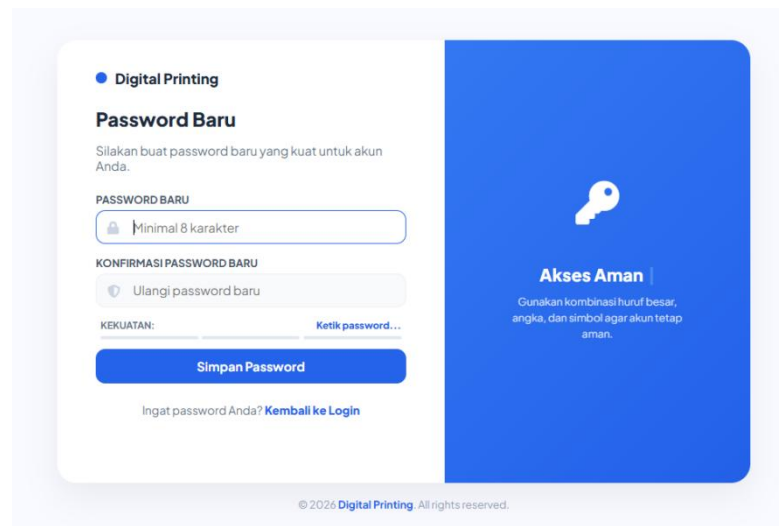 Digital Printing
Password Baru
Silakan buat password baru yang kuat untuk akun
Anda.
PASSWORD BARU
Minimal 8 karakter
KONFIRMASI PASSWORD BARU
Ulangi password baru
KEKUATAN: Ketik password...
Simpan Password
Ingat password Anda? Kembali ke Login
Akses Aman
Gunakan kombinasi huruf besar,
angka, dan simbol agar akun tetap
aman.
© 2026 Digital Printing. All rights reserved.